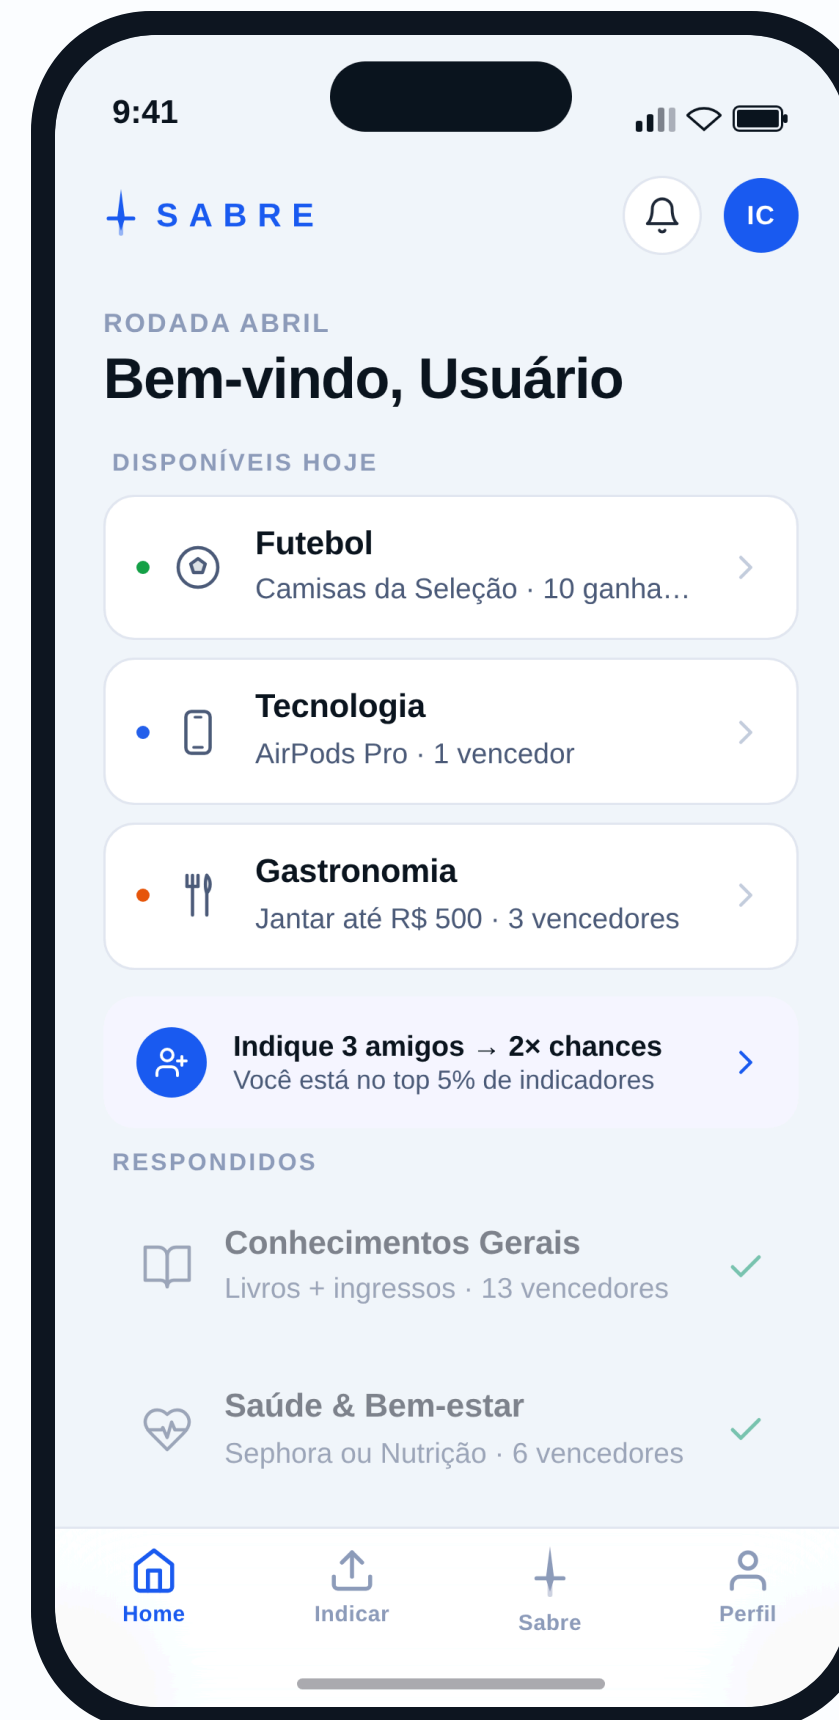 9:41
SABRE
IC
RODADA ABRIL
Bem-vindo, Usuário
DISPONÍVEIS HOJE
Futebol
Camisas da Seleção · 10 ganha…
Tecnologia
AirPods Pro · 1 vencedor
Gastronomia
Jantar até R$ 500 · 3 vencedores
Indique 3 amigos → 2× chances
Você está no top 5% de indicadores
RESPONDIDOS
Conhecimentos Gerais
Livros + ingressos · 13 vencedores
Saúde & Bem-estar
Sephora ou Nutrição · 6 vencedores
Home
Indicar
Sabre
Perfil